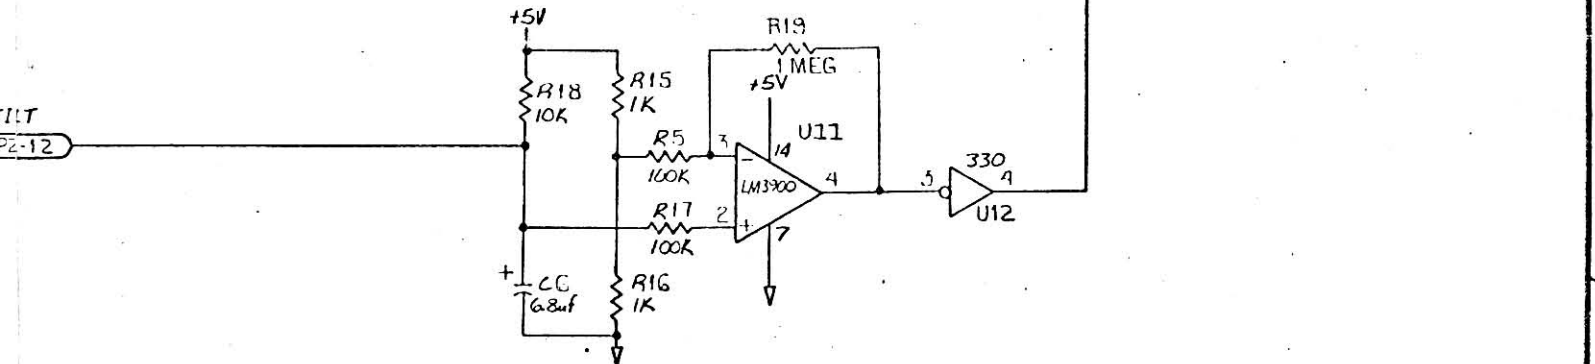 +5V
R19
1 MEG
R18
10K
R15
1K
+5V
U11
P2-12
R5
100K
3
-
14
LM3900
4
330
5
4
U12
R17
100K
2
+
7
+
C6
6.8uf
R16
1K